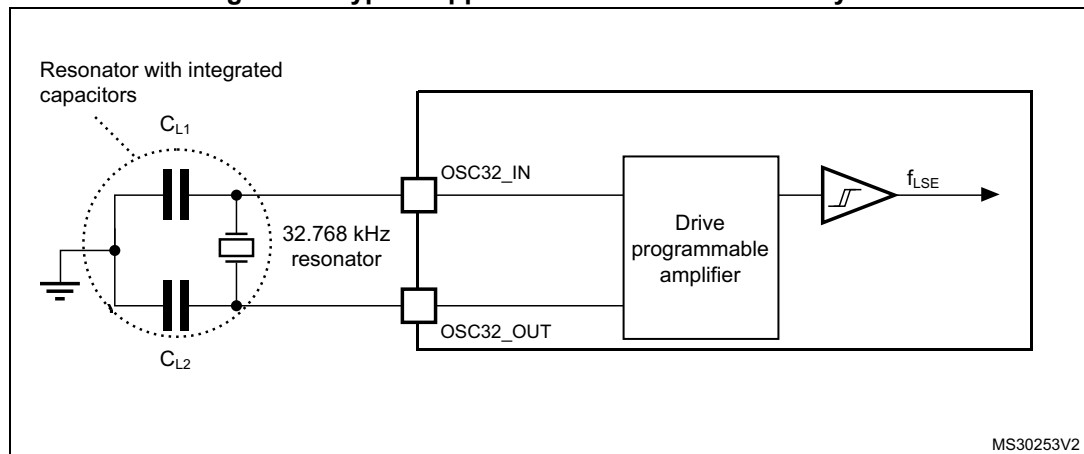 Resonator with integrated
capacitors
C_L1
OSC32_IN
f_LSE
32.768 kHz
resonator
Drive
programmable
amplifier
OSC32_OUT
C_L2
MS30253V2